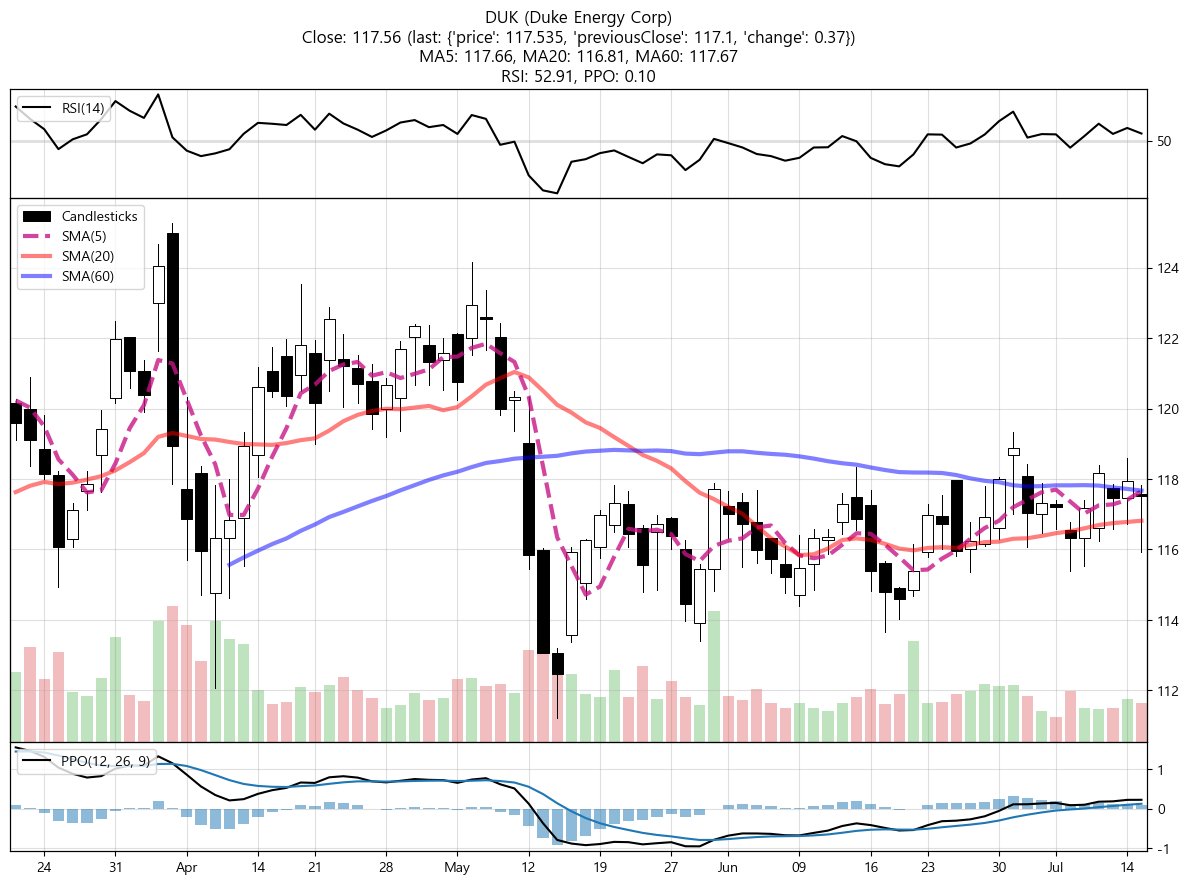 DUK (Duke Energy Corp)
Close: 117.56 (last: {'price': 117.535, 'previousClose': 117.1, 'change': 0.37})
MA5: 117.66, MA20: 116.81, MA60: 117.67
RSI: 52.91, PPO: 0.10
RSI(14)
50
Candlesticks
SMA(5)
SMA(20)
SMA(60)
124
122
120
118
116
114
112
PPO(12, 26, 9)
1
0
-1
24 31 Apr 14 21 28 May 12 19 27 Jun 09 16 23 30 Jul 14